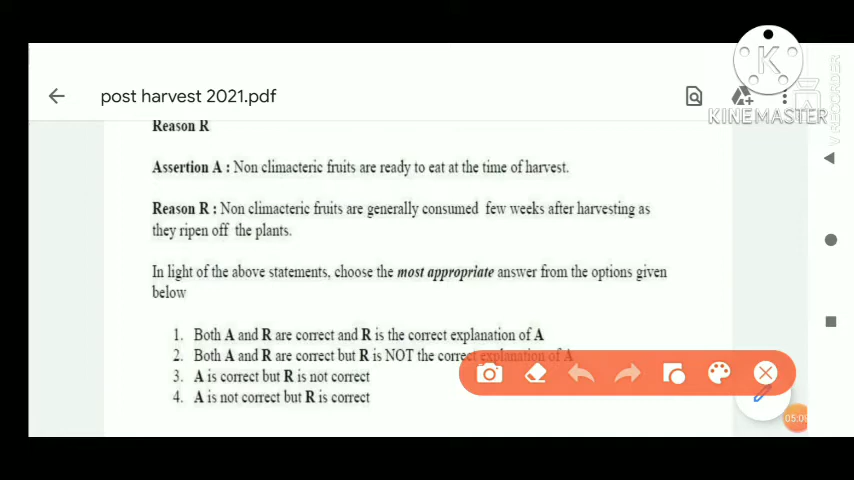 post harvest 2021.pdf
K
KINEMASTER
V RECORDER
Reason R
Assertion A : Non climacteric fruits are ready to eat at the time of harvest.
Reason R : Non climacteric fruits are generally consumed few weeks after harvesting as
they ripen off the plants.
In light of the above statements, choose the most appropriate answer from the options given
below
1. Both A and R are correct and R is the correct explanation of A
2. Both A and R are correct but R is NOT the correct explanation of A
3. A is correct but R is not correct
4. A is not correct but R is correct